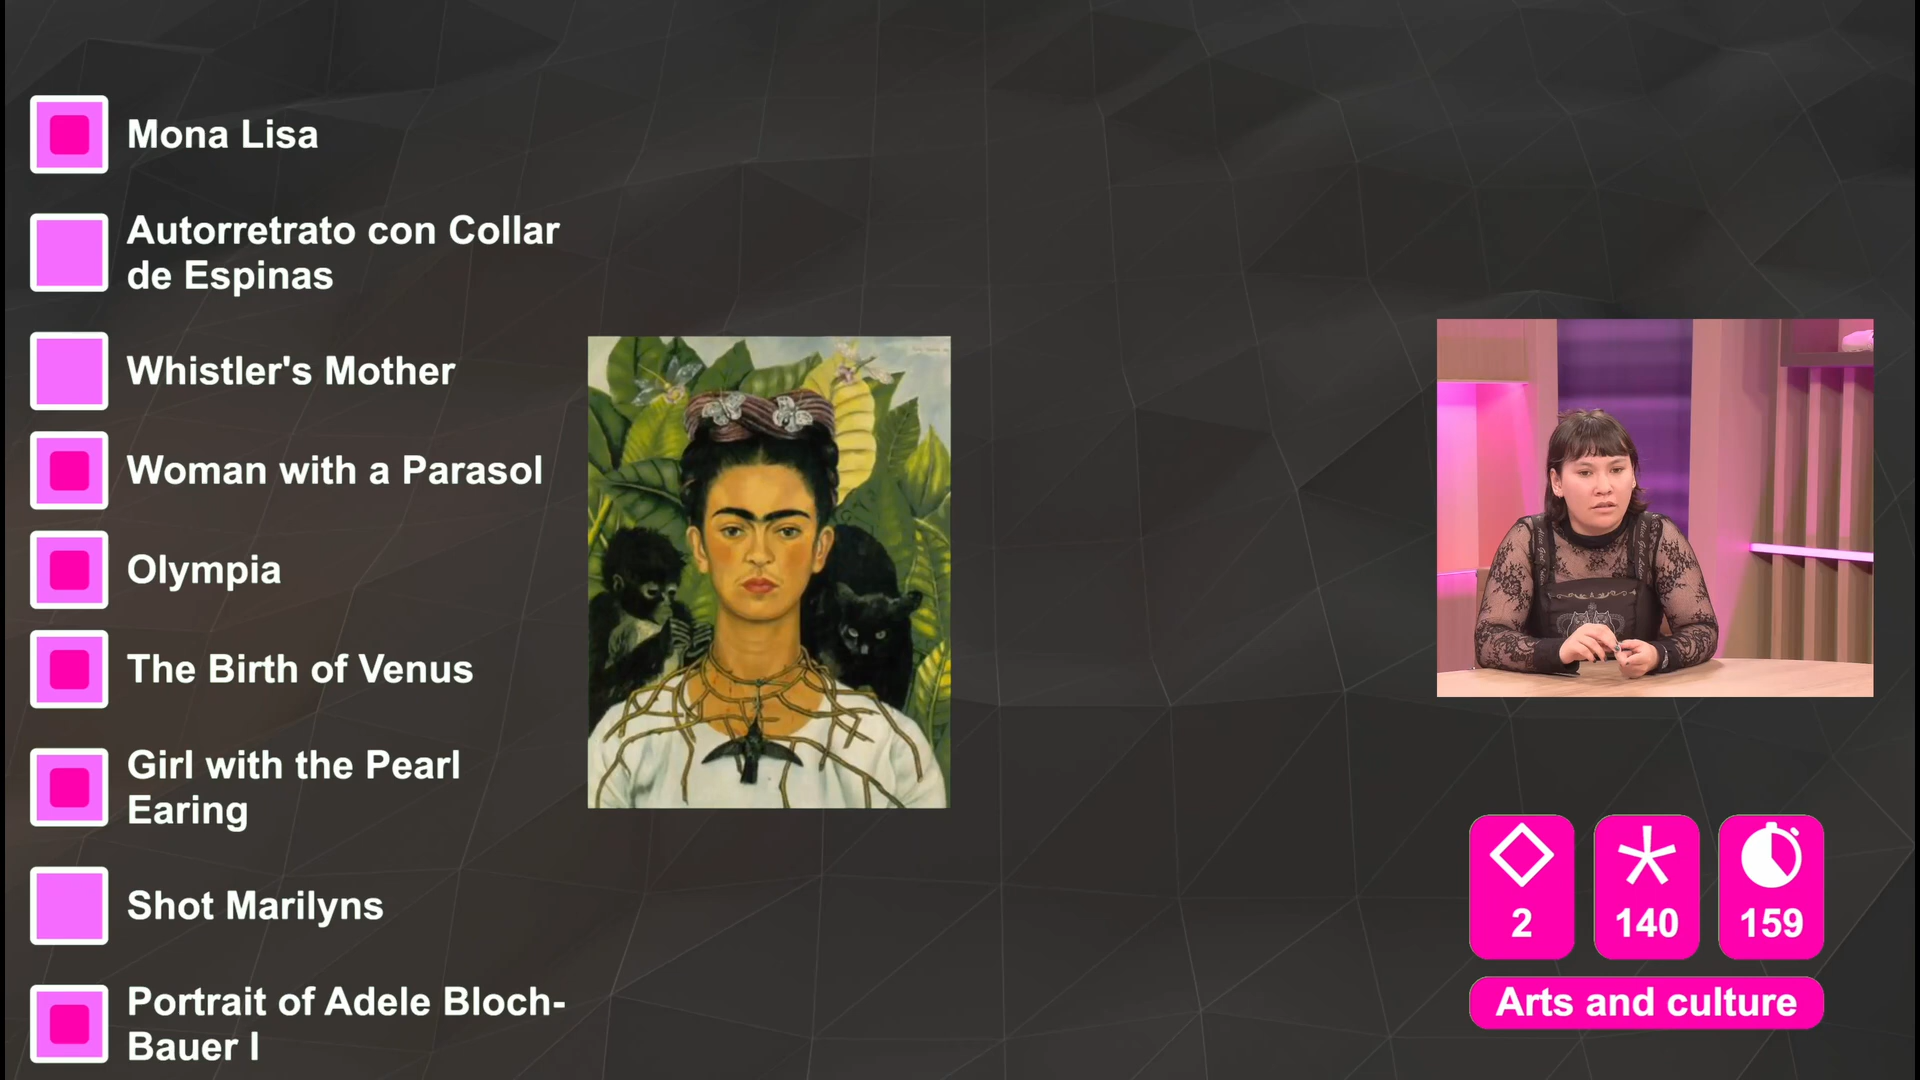 Mona Lisa
Autorretrato con Collar
de Espinas
Whistler's Mother
Woman with a Parasol
Olympia
The Birth of Venus
Girl with the Pearl
Earing
Shot Marilyns
Portrait of Adele Bloch-
Bauer I
2
140
159
Arts and culture